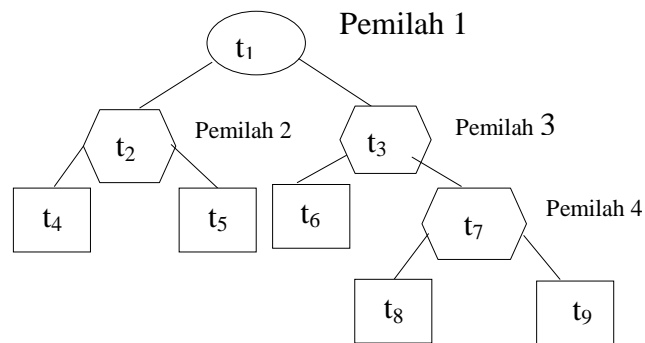 Pemilah 1
t₁
Pemilah 2
Pemilah 3
t₂
t₃
t₄
t₅
t₆
Pemilah 4
t₇
t₈
t₉